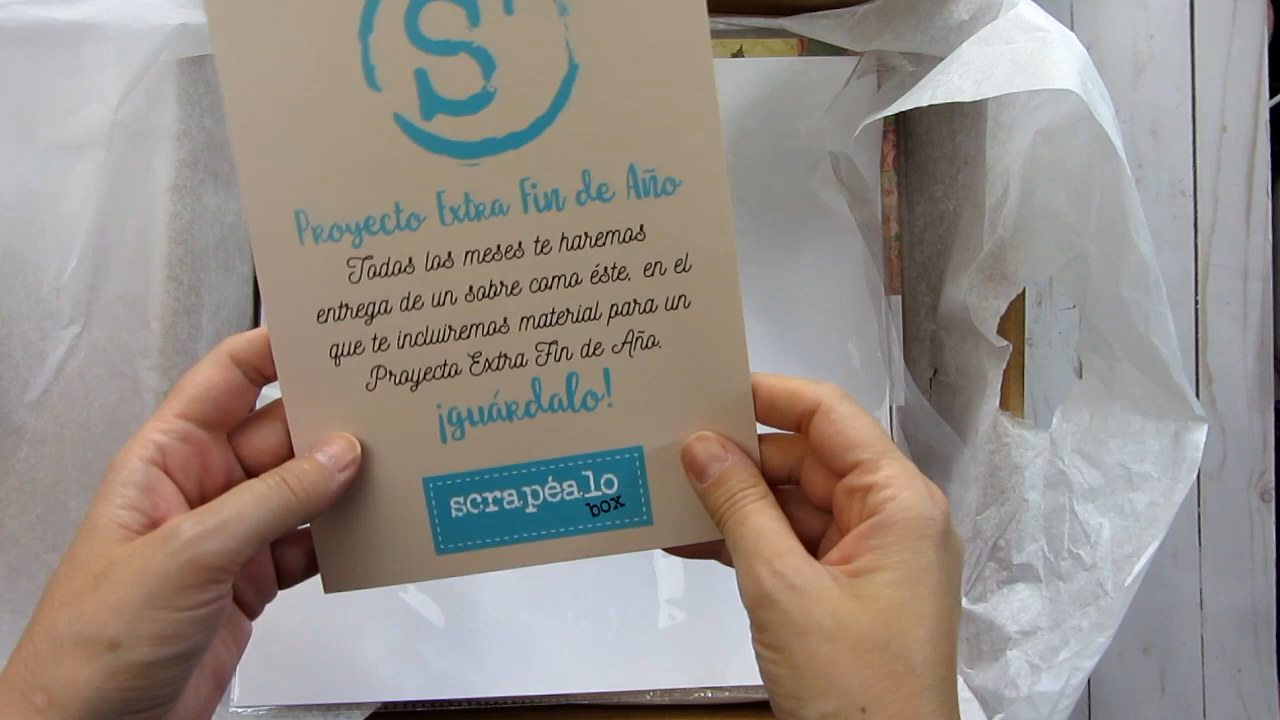 S
Proyecto Extra Fin de Año
Todos los meses te haremos
entrega de un sobre como éste, en el
que te incluiremos material para un
Proyecto Extra Fin de Año.
¡guárdalo!
scrapéalo
box